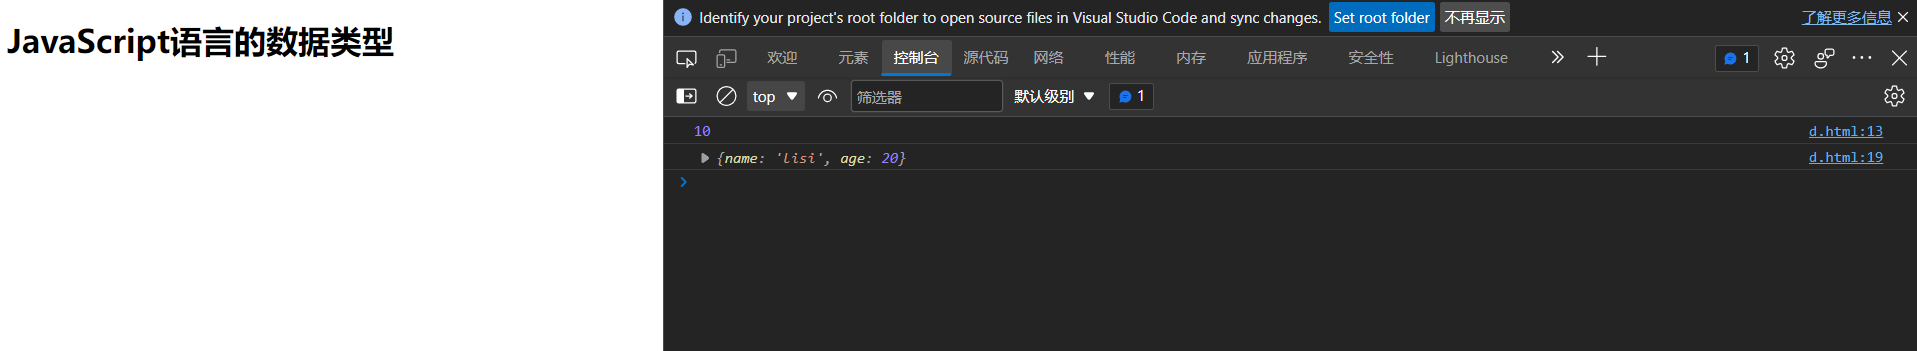 JavaScript语言的数据类型
Identify your project's root folder to open source files in Visual Studio Code and sync changes. Set root folder 不再显示 了解更多信息
欢迎 元素 控制台 源代码 网络 性能 内存 应用程序 安全性 Lighthouse 1
top 筛选器 默认级别 1
10 d.html:13
{name: 'lisi', age: 20} d.html:19